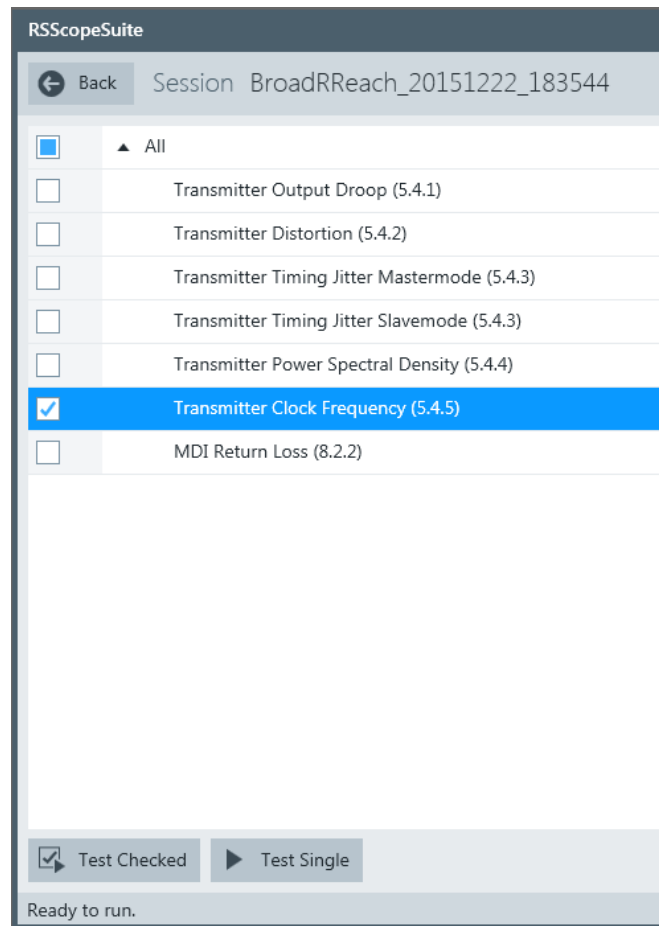 RSScopeSuite
Back Session BroadRReach_20151222_183544
All
Transmitter Output Droop (5.4.1)
Transmitter Distortion (5.4.2)
Transmitter Timing Jitter Mastermode (5.4.3)
Transmitter Timing Jitter Slavemode (5.4.3)
Transmitter Power Spectral Density (5.4.4)
Transmitter Clock Frequency (5.4.5)
MDI Return Loss (8.2.2)
Test Checked Test Single
Ready to run.